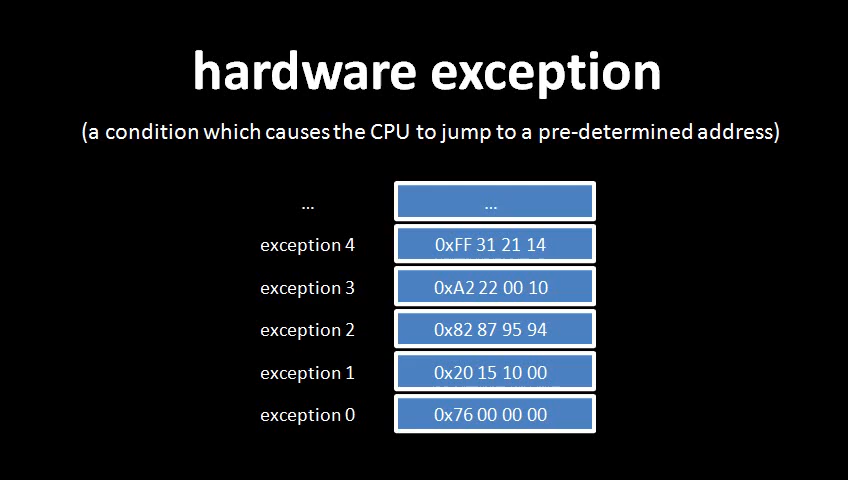 hardware exception
(a condition which causes the CPU to jump to a pre-determined address)
... ...
exception 4 0xFF 31 21 14
exception 3 0xA2 22 00 10
exception 2 0x82 87 95 94
exception 1 0x20 15 10 00
exception 0 0x76 00 00 00